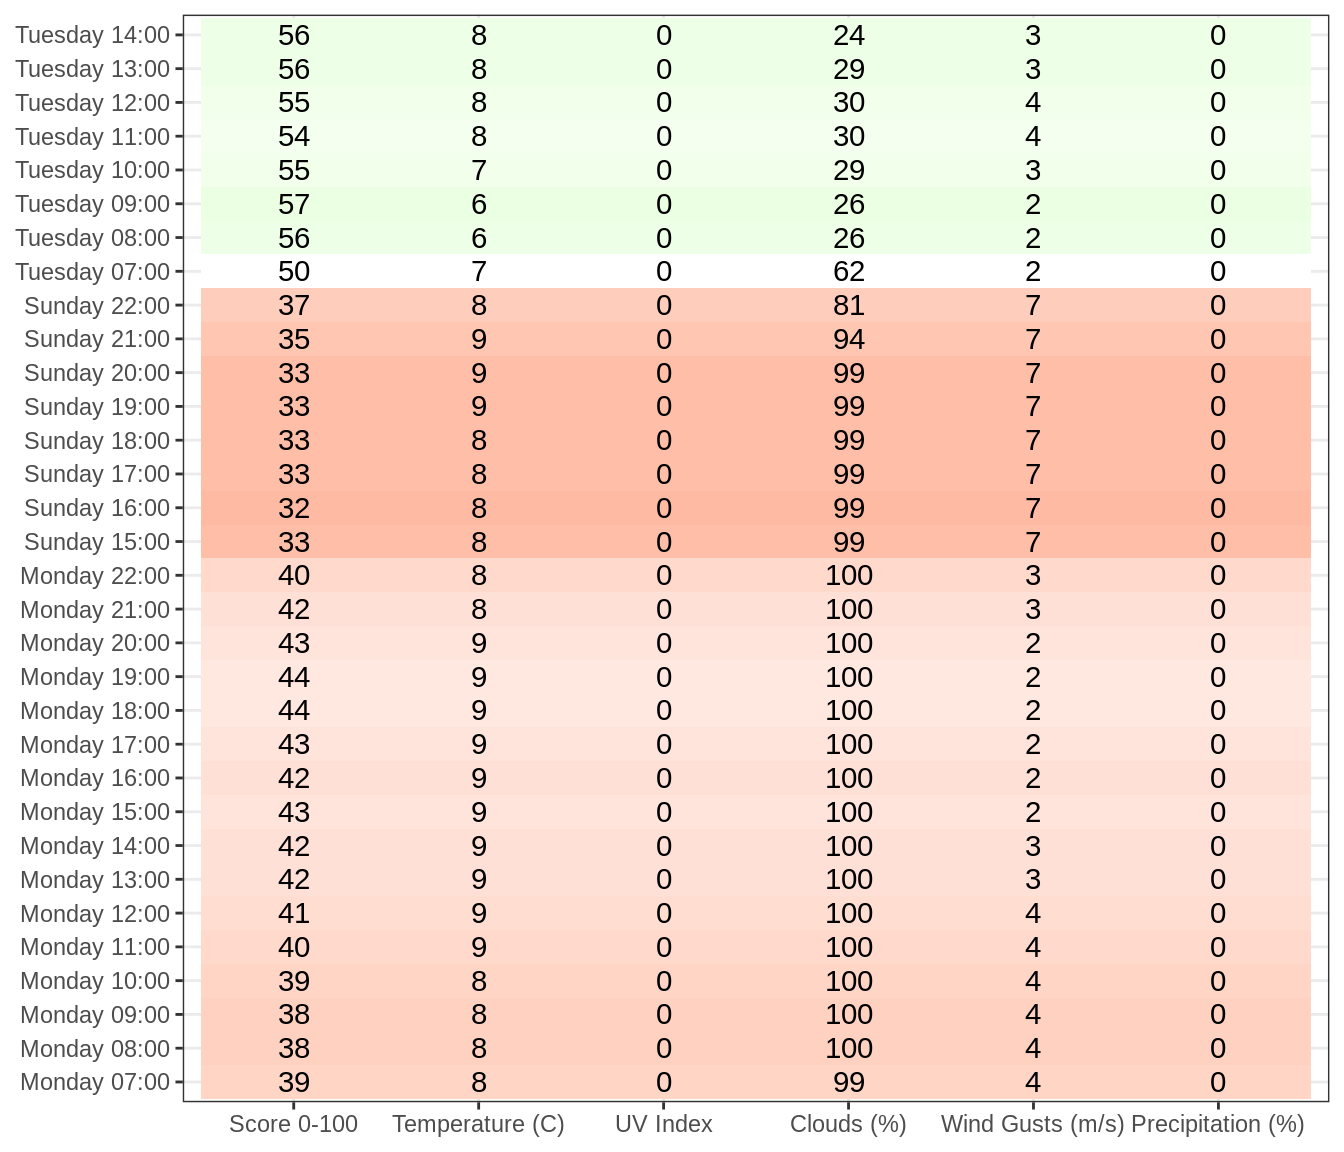 Tuesday 14:00 56 8 0 24 3 0
Tuesday 13:00 56 8 0 29 3 0
Tuesday 12:00 55 8 0 30 4 0
Tuesday 11:00 54 8 0 30 4 0
Tuesday 10:00 55 7 0 29 3 0
Tuesday 09:00 57 6 0 26 2 0
Tuesday 08:00 56 6 0 26 2 0
Tuesday 07:00 50 7 0 62 2 0
Sunday 22:00 37 8 0 81 7 0
Sunday 21:00 35 9 0 94 7 0
Sunday 20:00 33 9 0 99 7 0
Sunday 19:00 33 9 0 99 7 0
Sunday 18:00 33 8 0 99 7 0
Sunday 17:00 33 8 0 99 7 0
Sunday 16:00 32 8 0 99 7 0
Sunday 15:00 33 8 0 99 7 0
Monday 22:00 40 8 0 100 3 0
Monday 21:00 42 8 0 100 3 0
Monday 20:00 43 9 0 100 2 0
Monday 19:00 44 9 0 100 2 0
Monday 18:00 44 9 0 100 2 0
Monday 17:00 43 9 0 100 2 0
Monday 16:00 42 9 0 100 2 0
Monday 15:00 43 9 0 100 2 0
Monday 14:00 42 9 0 100 3 0
Monday 13:00 42 9 0 100 3 0
Monday 12:00 41 9 0 100 4 0
Monday 11:00 40 9 0 100 4 0
Monday 10:00 39 8 0 100 4 0
Monday 09:00 38 8 0 100 4 0
Monday 08:00 38 8 0 100 4 0
Monday 07:00 39 8 0 99 4 0
Score 0-100 Temperature (C) UV Index Clouds (%) Wind Gusts (m/s) Precipitation (%)